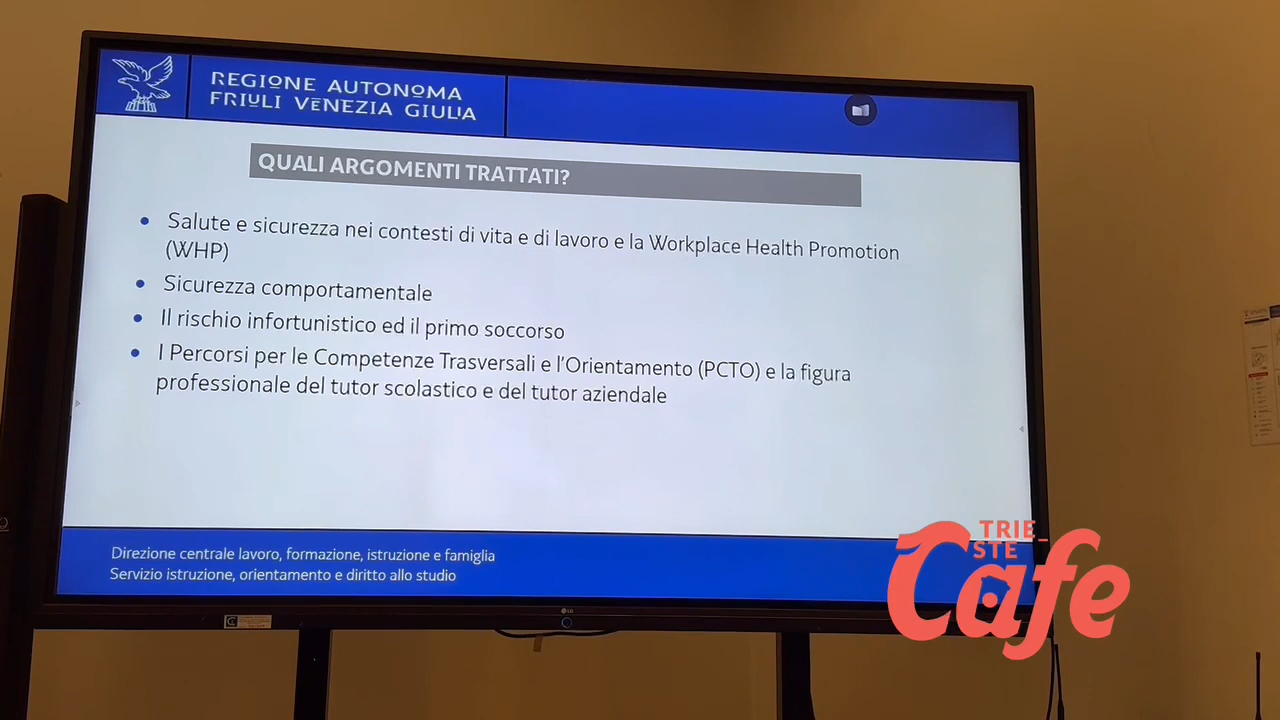 REGIONE AUTONOMA
FRIULI VENEZIA GIULIA
QUALI ARGOMENTI TRATTATI?
• Salute e sicurezza nei contesti di vita e di lavoro e la Workplace Health Promotion
(WHP)
• Sicurezza comportamentale
• Il rischio infortunistico ed il primo soccorso
• I Percorsi per le Competenze Trasversali e l'Orientamento (PCTO) e la figura
professionale del tutor scolastico e del tutor aziendale
Direzione centrale lavoro, formazione, istruzione e famiglia
Servizio istruzione, orientamento e diritto allo studio
LG
TRIE_
STE
Cafe